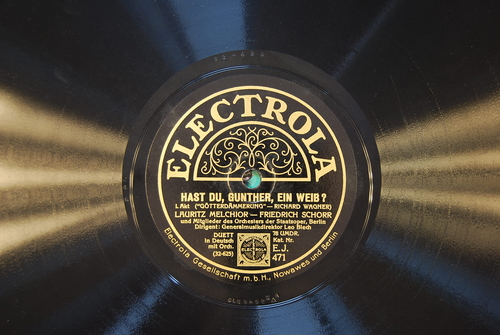 ELECTROLA
HAST DU, GUNTHER, EIN WEIB?
I. Akt ("GÖTTERDÄMMERUNG" — RICHARD WAGNER)
LAURITZ MELCHIOR — FRIEDRICH SCHORR
und Mitglieder des Orchesters der Staatsoper, Berlin
Dirigent: Generalmusikdirektor Leo Blech
DUETT
in Deutsch
mit Orch.
(32-625)
ELECTROLA
78 UMDR.
Kat. Nr.
E.J.
471
Electrola Gesellschaft m. b. H., Nowawes und Berlin